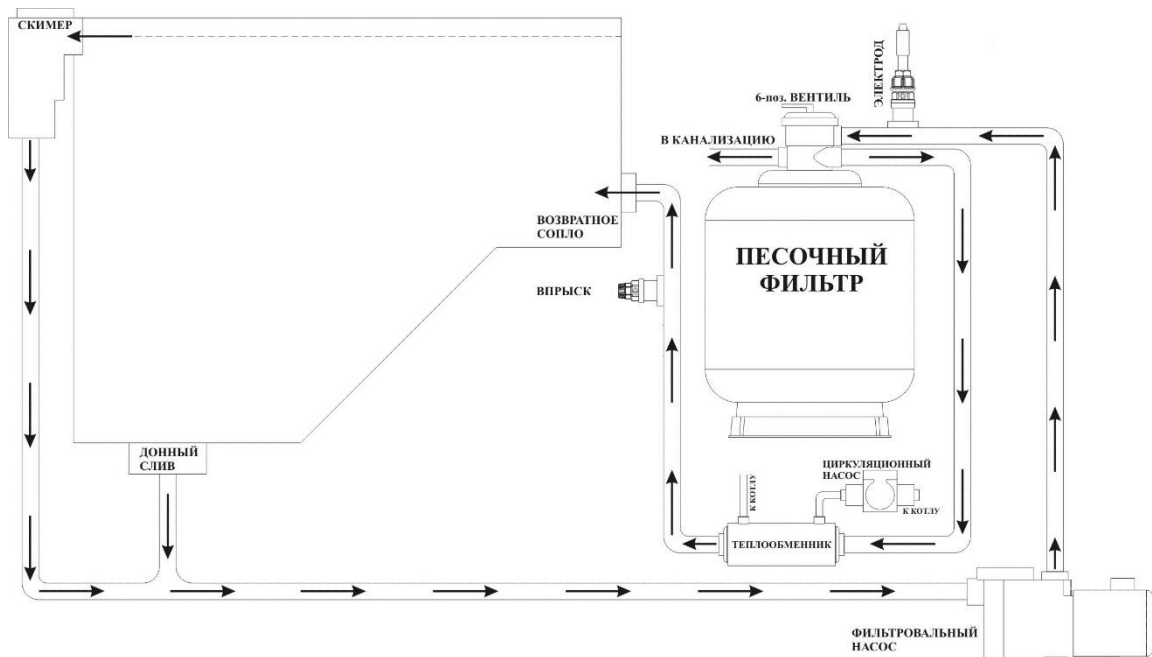 СКИМЕР
ЭЛЕКТРОД
6-поз. ВЕНТИЛЬ
В КАНАЛИЗАЦИЮ
ВОЗВРАТНОЕ
СОПЛО
ПЕСОЧНЫЙ
ФИЛЬТР
ВПРЫСК
ДОННЫЙ
СЛИВ
ЦИРКУЛЯЦИОННЫЙ
НАСОС
К КОТЛУ
К КОТЛУ
ТЕПЛООБМЕННИК
ФИЛЬТРОВАЛЬНЫЙ
НАСОС